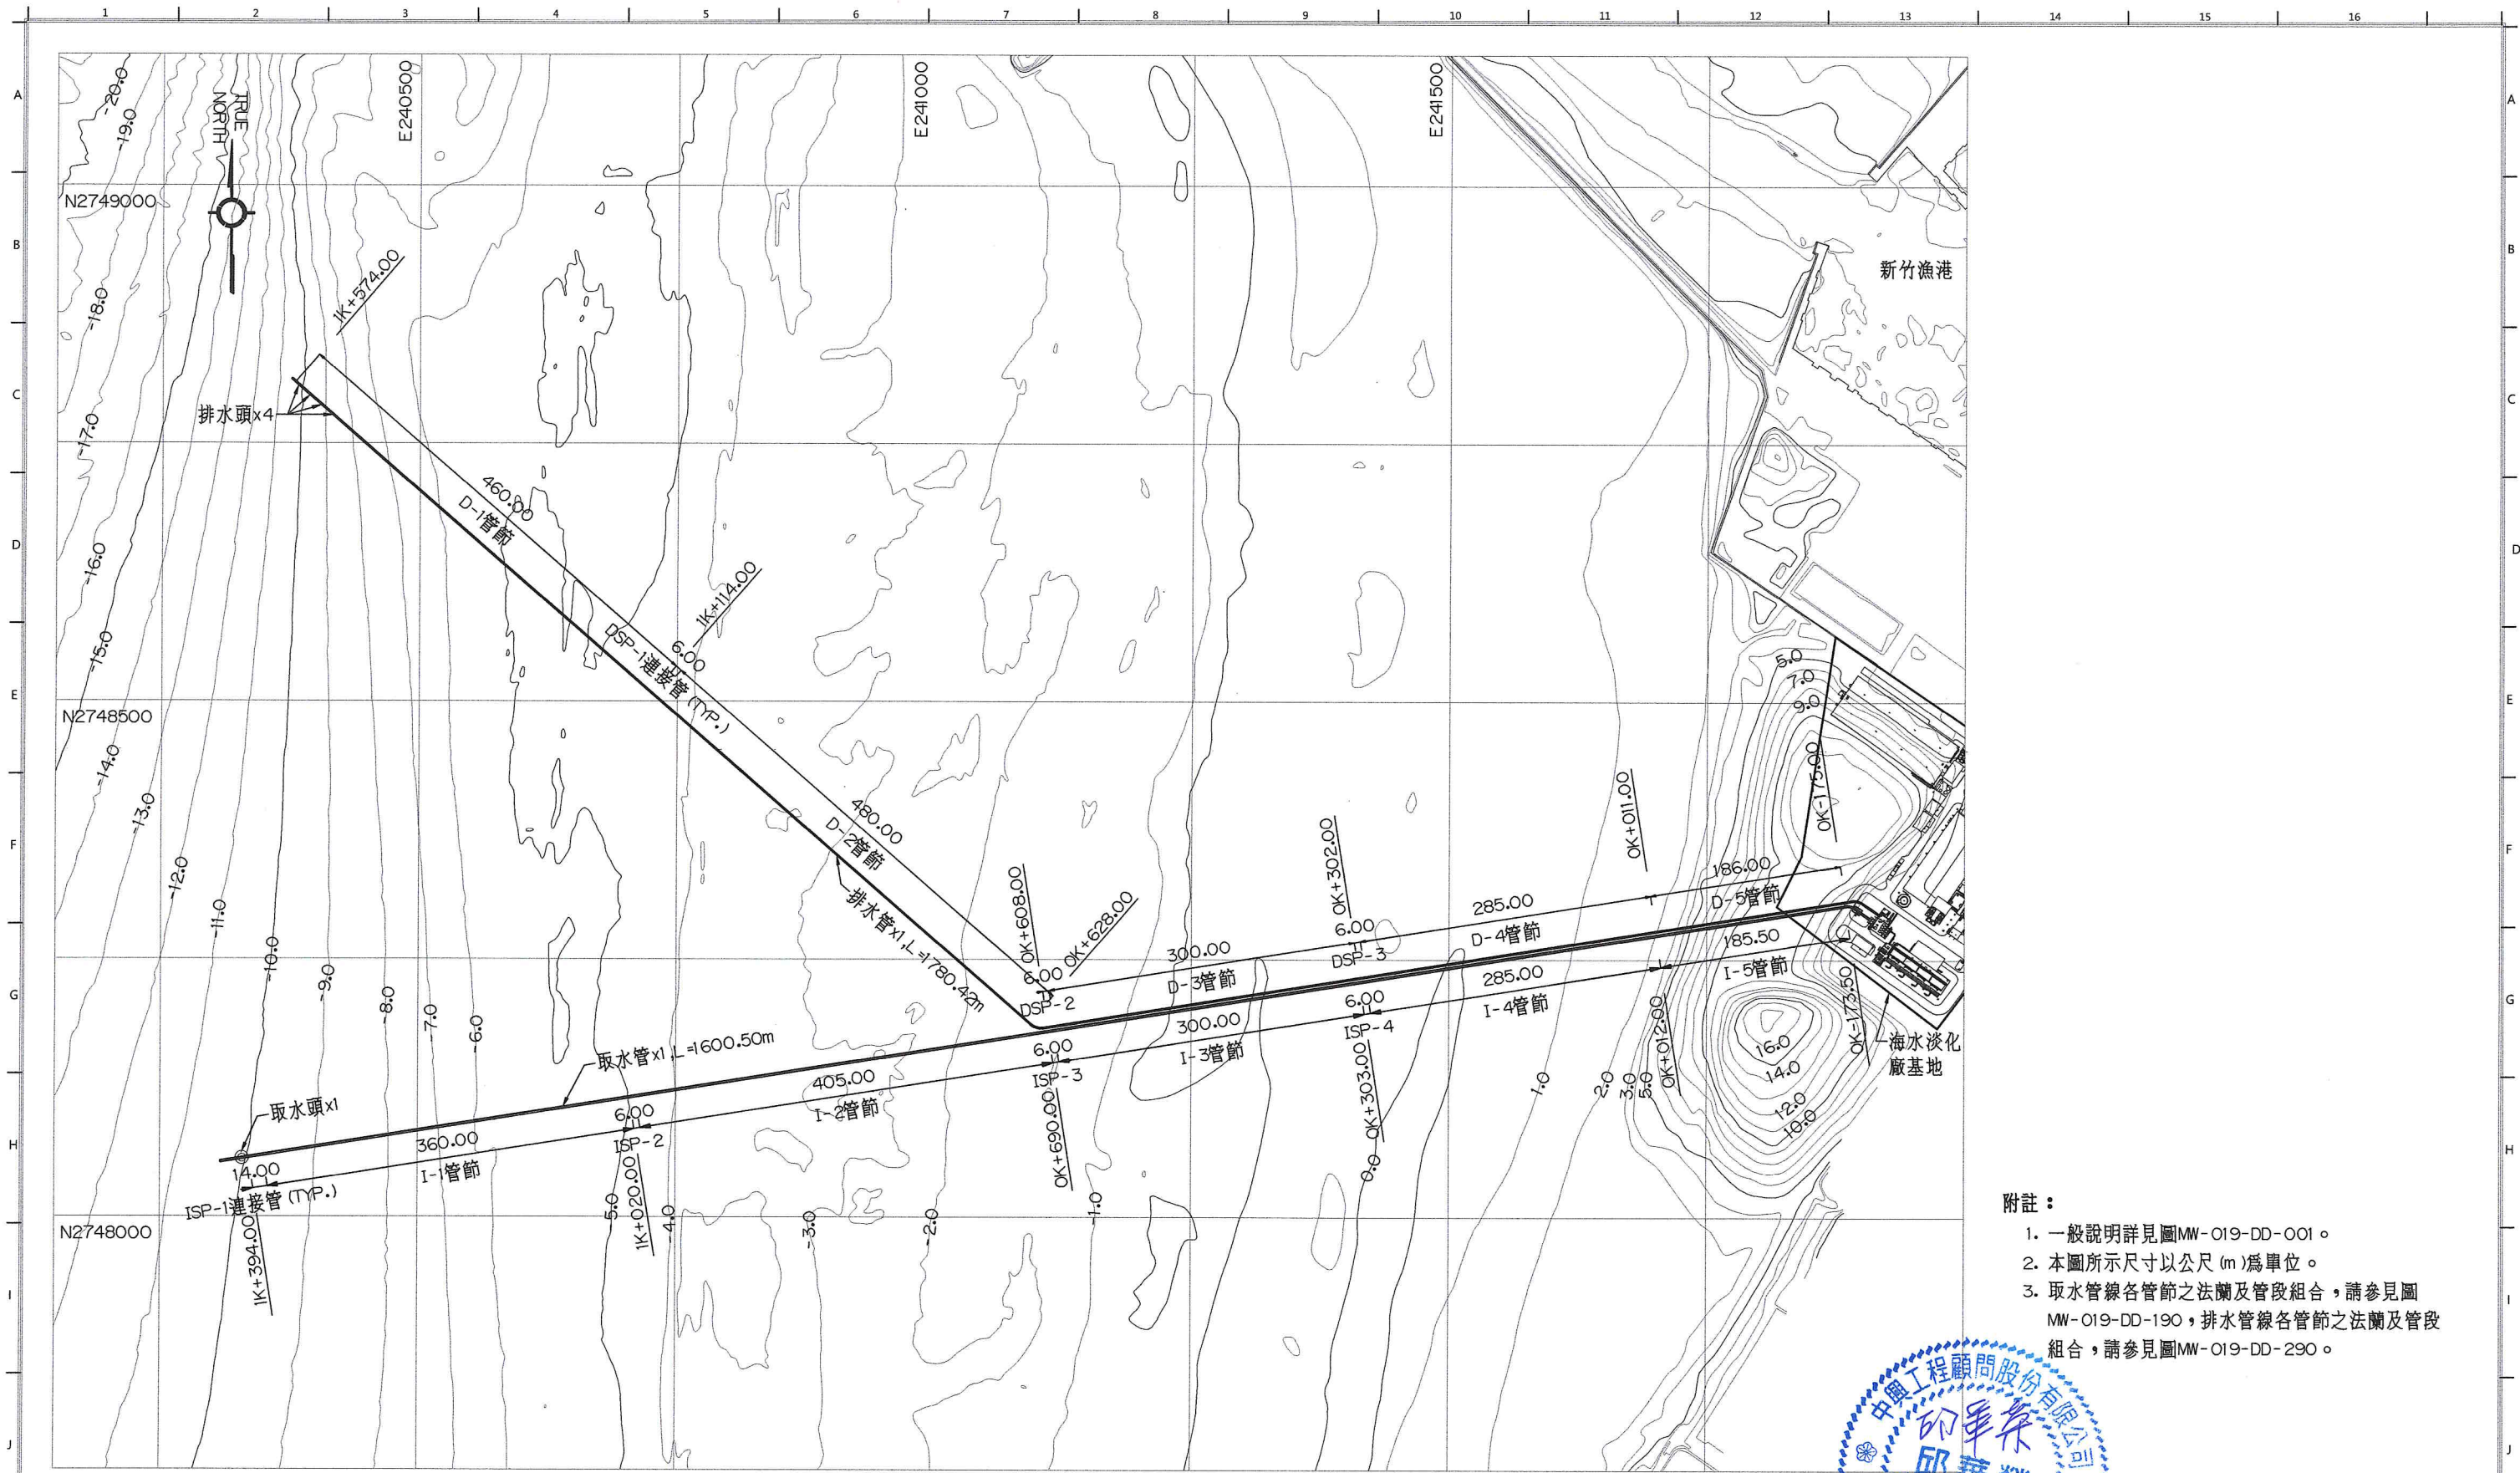 1 2 3 4 5 6 7 8 9 10 11 12 13 14 15 16
A
B
C
D
E
F
G
H
I
J
A
B
C
D
E
F
G
H
I
J
TRUE
NORTH
E240500
E241000
E241500
N2749000
N2748500
N2748000
-20.0
-19.0
-18.0
-17.0
-16.0
-15.0
-14.0
-13.0
-12.0
-11.0
-10.0
-9.0
-8.0
-7.0
-6.0
-5.0
-4.0
-3.0
-2.0
-1.0
0.0
1.0
2.0
3.0
5.0
新竹漁港
1K+574.00
排水頭x4
460.00
D-1管節
1K+114.00
6.00
DSP-1連接管(TYP.)
480.00
D-2管節
排水管x1,L=1780.42m
0K+608.00
0K+628.00
6.00
DSP-2
300.00
D-3管節
0K+302.00
6.00
DSP-3
285.00
D-4管節
0K+011.00
186.00
D-5管節
0K-175.00
5.0
7.0
9.0
取水頭x1
取水管x1,L=1600.50m
14.00
ISP-1連接管(TYP.)
1K+394.00
360.00
I-1管節
6.00
ISP-2
1K+020.00
405.00
I-2管節
6.00
ISP-3
0K+690.00
300.00
I-3管節
6.00
ISP-4
0K+303.00
285.00
I-4管節
0K+012.00
185.50
I-5管節
0K-173.50
16.0
14.0
12.0
10.0
海水淡化
廠基地
附註：
1. 一般說明詳見圖MW-019-DD-001。
2. 本圖所示尺寸以公尺(m)為單位。
3. 取水管線各管節之法蘭及管段組合，請參見圖
MW-019-DD-190，排水管線各管節之法蘭及管段
組合，請參見圖MW-019-DD-290。
中興工程顧問股份有限公司
邱華